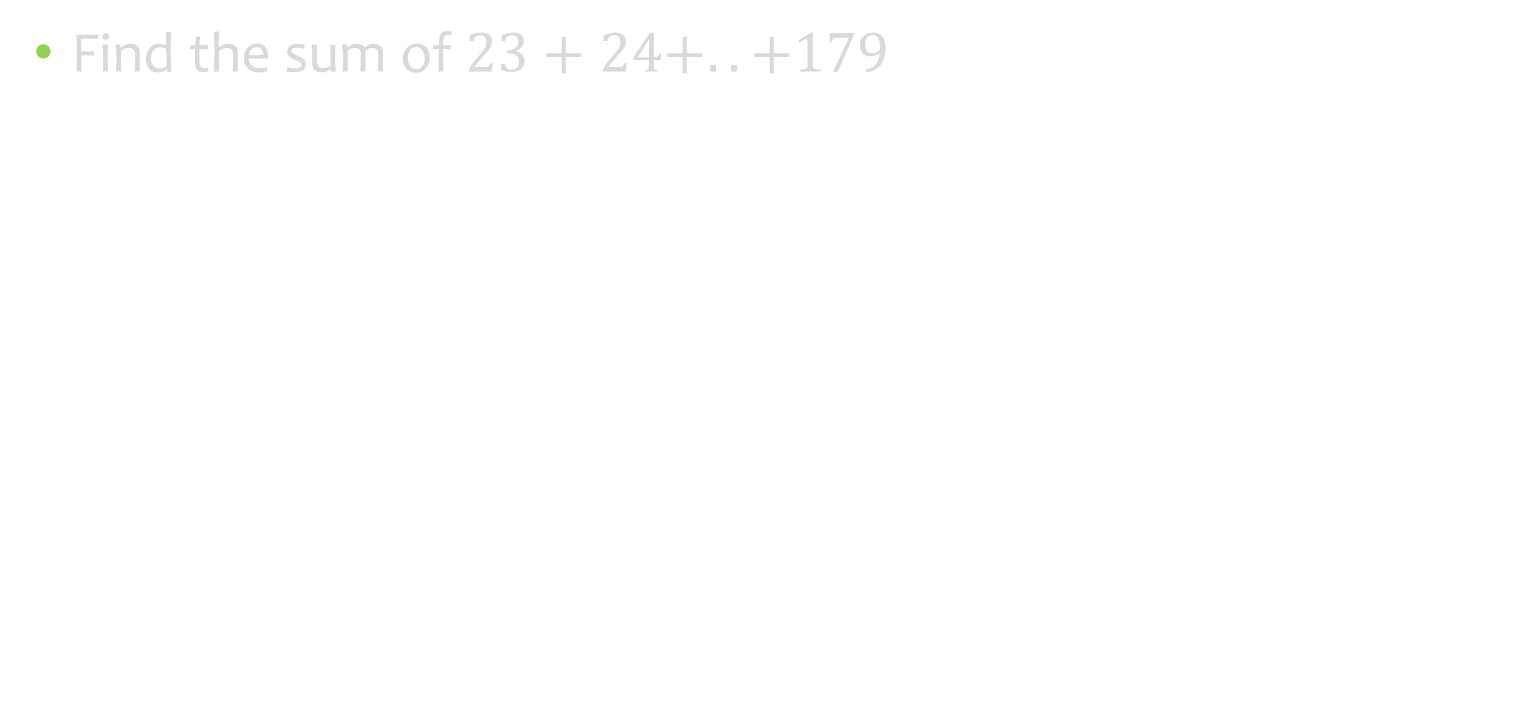 • Find the sum of 23 + 24+. . +179